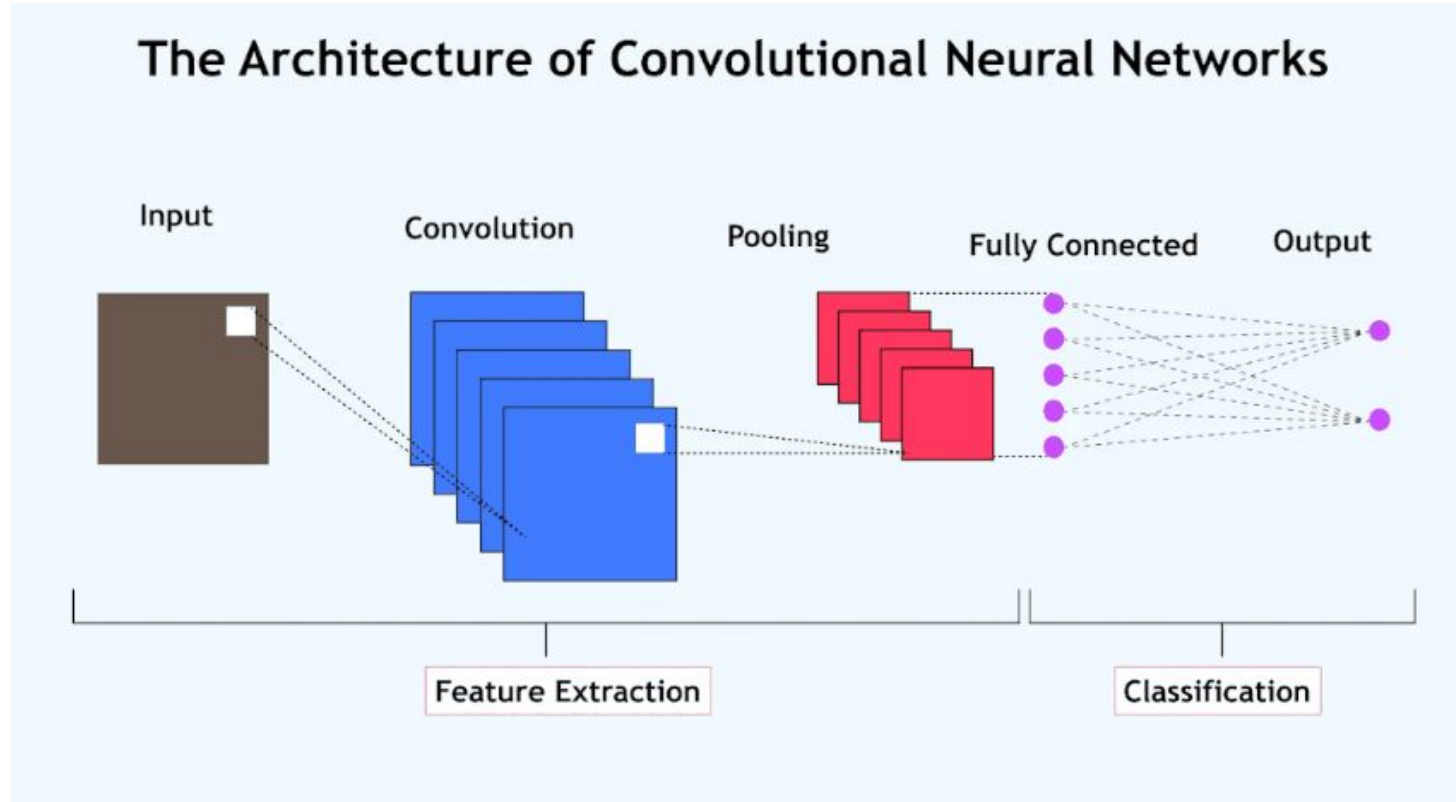 The Architecture of Convolutional Neural Networks
Input
Convolution
Pooling
Fully Connected
Output
Feature Extraction
Classification